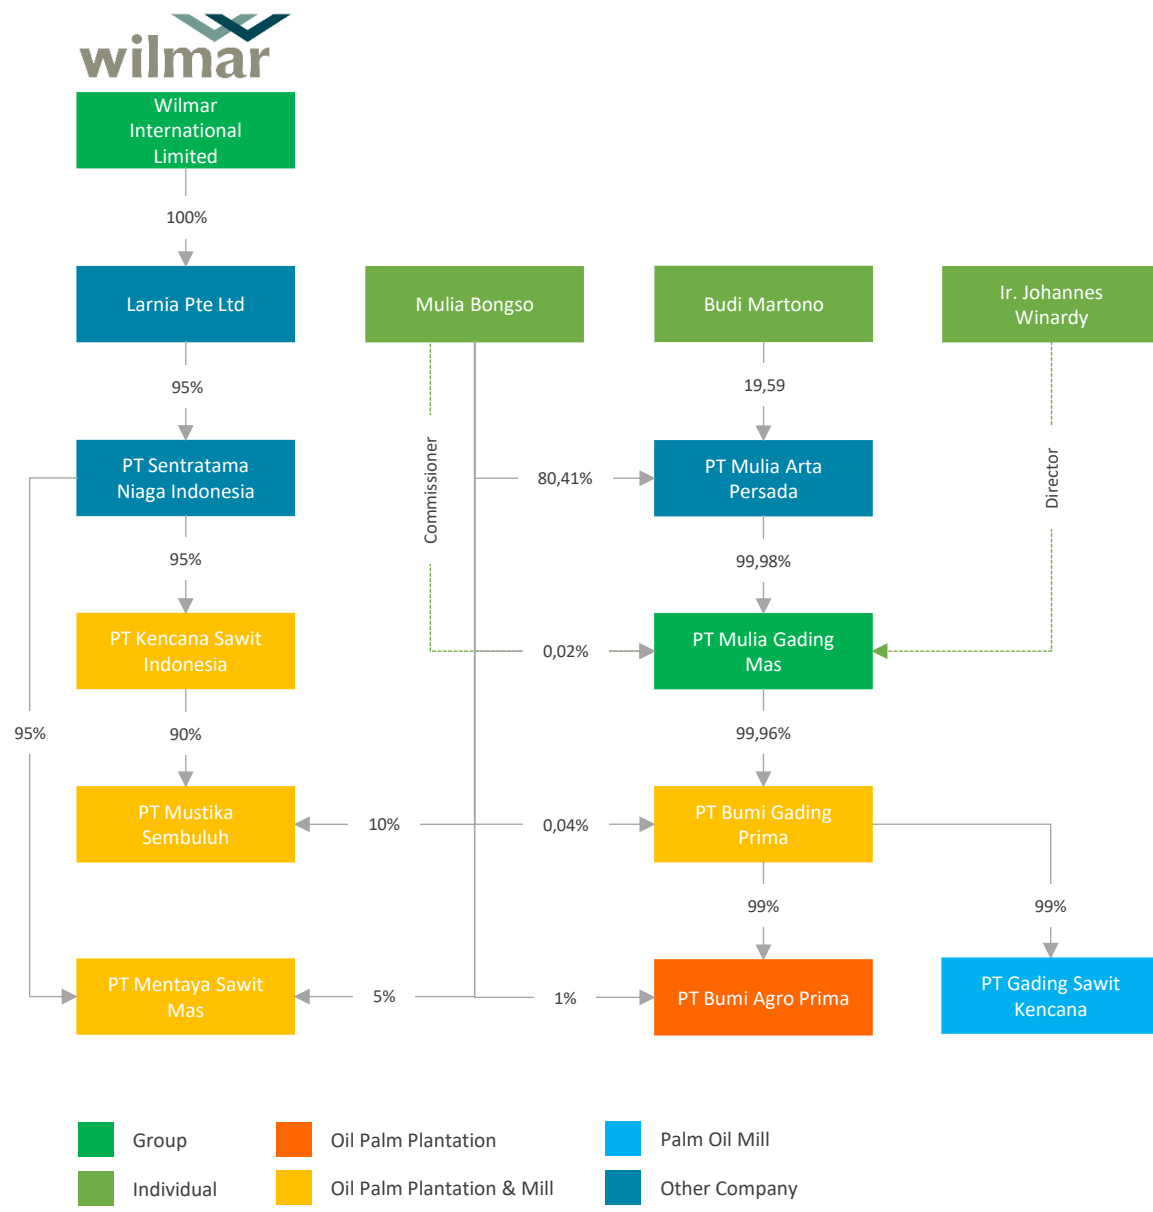 wilmar
Wilmar
International
Limited
100%
Larnia Pte Ltd
Mulia Bongso
Budi Martono
Ir. Johannes
Winardy
95%
19,59
Commissioner
Director
PT Sentratama
Niaga Indonesia
80,41%
PT Mulia Arta
Persada
95%
99,98%
PT Kencana Sawit
Indonesia
0,02%
PT Mulia Gading
Mas
95%
90%
99,96%
PT Mustika
Sembuluh
10%
0,04%
PT Bumi Gading
Prima
99%
99%
PT Mentaya Sawit
Mas
5%
1%
PT Bumi Agro Prima
PT Gading Sawit
Kencana
Group
Oil Palm Plantation
Palm Oil Mill
Individual
Oil Palm Plantation & Mill
Other Company